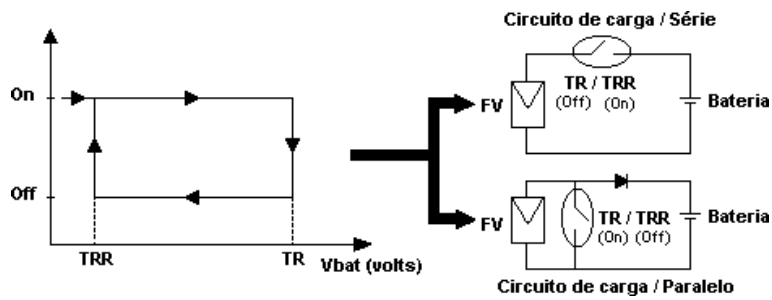 Circuito de carga / Série
On
TR / TRR
(Off) (On)
FV
Bateria
Off
FV
TR / TRR
(On) (Off)
Bateria
TRR
TR
Vbat (volts)
Circuito de carga / Paralelo